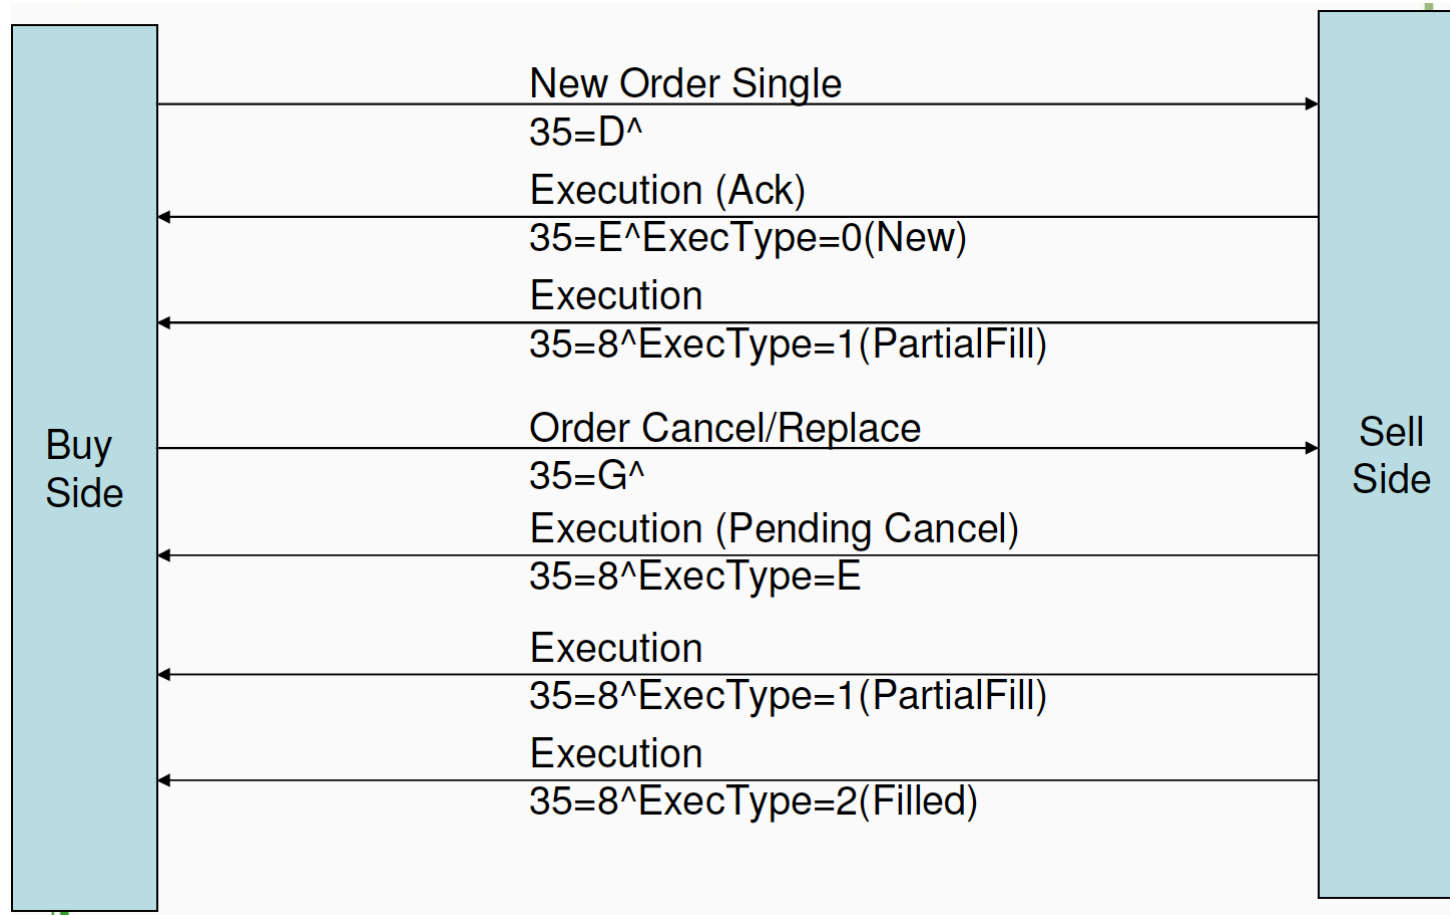 New Order Single
35=D^
Execution (Ack)
35=E^ExecType=0(New)
Execution
35=8^ExecType=1(PartialFill)
Buy
Side
Order Cancel/Replace
35=G^
Sell
Side
Execution (Pending Cancel)
35=8^ExecType=E
Execution
35=8^ExecType=1(PartialFill)
Execution
35=8^ExecType=2(Filled)